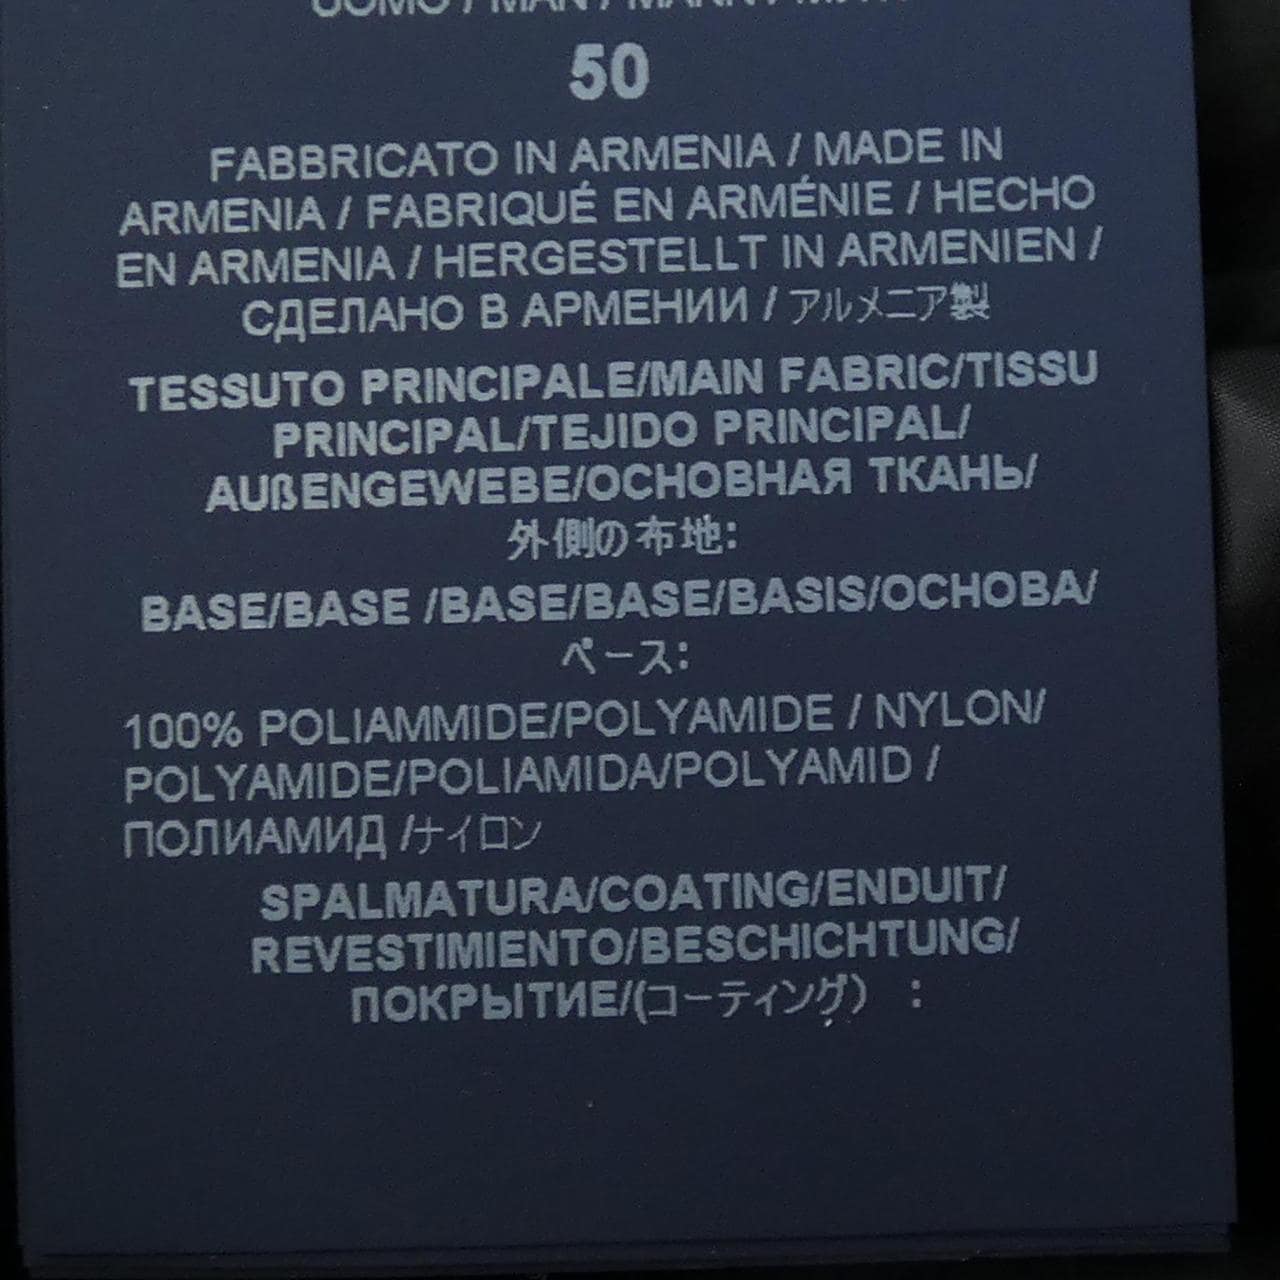 UOMO / MAN /
50
FABBRICATO IN ARMENIA / MADE IN
ARMENIA / FABRIQUÉ EN ARMÉNIE / HECHO
EN ARMENIA / HERGESTELLT IN ARMENIEN /
СДЕЛАНО В АРМЕНИИ / アルメニア製
TESSUTO PRINCIPALE/MAIN FABRIC/TISSU
PRINCIPAL/TEJIDO PRINCIPAL/
AUßENGEWEBE/ОСНОВНАЯ ТКАНЬ/
外側の布地:
BASE/BASE /BASE/BASE/BASIS/ОСНОВА/
ベース:
100% POLIAMMIDE/POLYAMIDE / NYLON/
POLYAMIDE/POLIAMIDA/POLYAMID /
ПОЛИАМИД /ナイロン
SPALMATURA/COATING/ENDUIT/
REVESTIMIENTO/BESCHICHTUNG/
ПОКРЫТИЕ/(コーティング) :